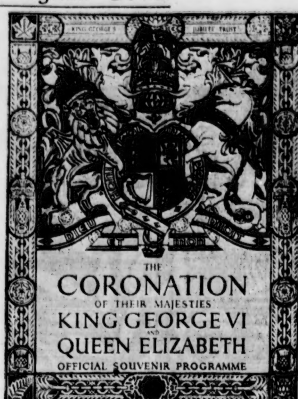 KING GEORGE'S JUBILEE TRUST
THE
CORONATION
OF THEIR MAJESTIES
KING GEORGE VI
AND
QUEEN ELIZABETH
OFFICIAL SOUVENIR PROGRAMME